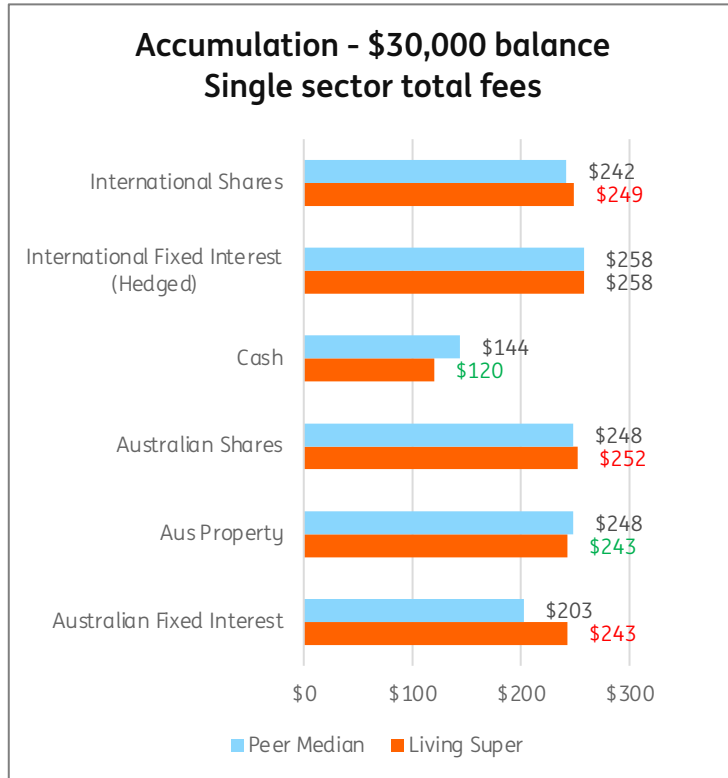 Accumulation - $30,000 balance
Single sector total fees
International Shares
$242
$249
International Fixed Interest
(Hedged)
$258
$258
Cash
$144
$120
Australian Shares
$248
$252
Aus Property
$248
$243
Australian Fixed Interest
$203
$243
$0 $100 $200 $300
Peer Median Living Super